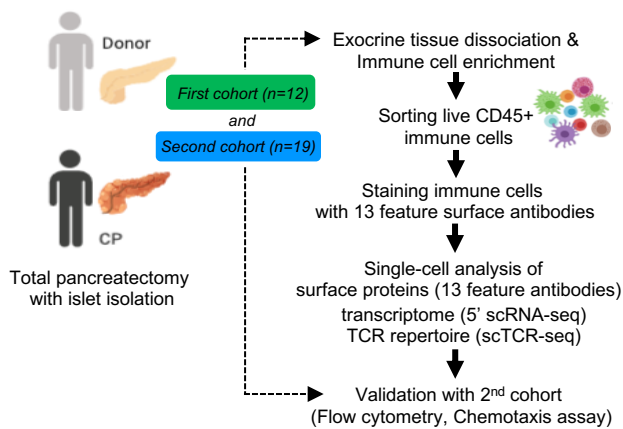 Donor
First cohort (n=12)
and
Second cohort (n=19)
CP
Total pancreatectomy
with islet isolation
Exocrine tissue dissociation &
Immune cell enrichment
Sorting live CD45+
immune cells
Staining immune cells
with 13 feature surface antibodies
Single-cell analysis of
surface proteins (13 feature antibodies)
transcriptome (5' scRNA-seq)
TCR repertoire (scTCR-seq)
Validation with 2nd cohort
(Flow cytometry, Chemotaxis assay)